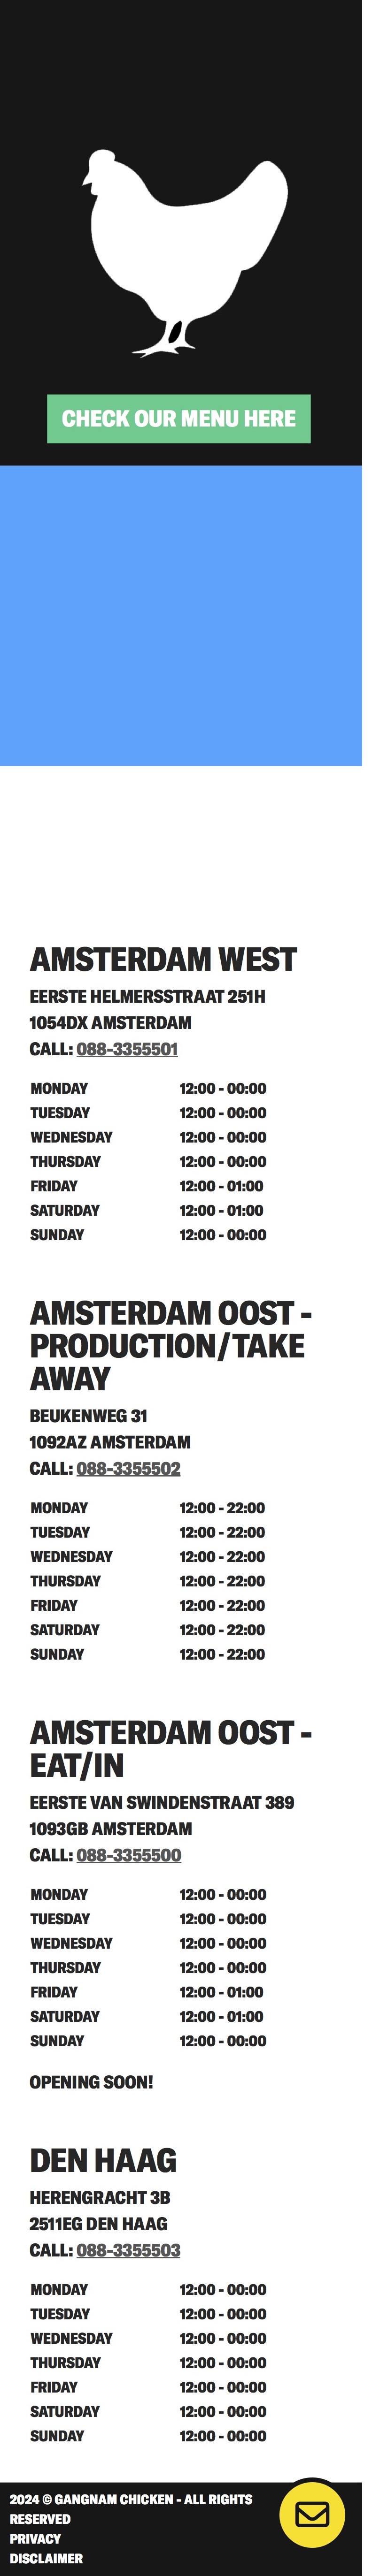 CHECK OUR MENU HERE
AMSTERDAM WEST
EERSTE HELMERSSTRAAT 251H
1054DX AMSTERDAM
CALL: 088-3355501
MONDAY 12:00 - 00:00
TUESDAY 12:00 - 00:00
WEDNESDAY 12:00 - 00:00
THURSDAY 12:00 - 00:00
FRIDAY 12:00 - 01:00
SATURDAY 12:00 - 01:00
SUNDAY 12:00 - 00:00
AMSTERDAM OOST -
PRODUCTION/TAKE
AWAY
BEUKENWEG 31
1092AZ AMSTERDAM
CALL: 088-3355502
MONDAY 12:00 - 22:00
TUESDAY 12:00 - 22:00
WEDNESDAY 12:00 - 22:00
THURSDAY 12:00 - 22:00
FRIDAY 12:00 - 22:00
SATURDAY 12:00 - 22:00
SUNDAY 12:00 - 22:00
AMSTERDAM OOST -
EAT/IN
EERSTE VAN SWINDENSTRAAT 389
1093GB AMSTERDAM
CALL: 088-3355500
MONDAY 12:00 - 00:00
TUESDAY 12:00 - 00:00
WEDNESDAY 12:00 - 00:00
THURSDAY 12:00 - 00:00
FRIDAY 12:00 - 01:00
SATURDAY 12:00 - 01:00
SUNDAY 12:00 - 00:00
OPENING SOON!
DEN HAAG
HERENGRACHT 3B
2511EG DEN HAAG
CALL: 088-3355503
MONDAY 12:00 - 00:00
TUESDAY 12:00 - 00:00
WEDNESDAY 12:00 - 00:00
THURSDAY 12:00 - 00:00
FRIDAY 12:00 - 00:00
SATURDAY 12:00 - 00:00
SUNDAY 12:00 - 00:00
2024 © GANGNAM CHICKEN - ALL RIGHTS
RESERVED
PRIVACY
DISCLAIMER